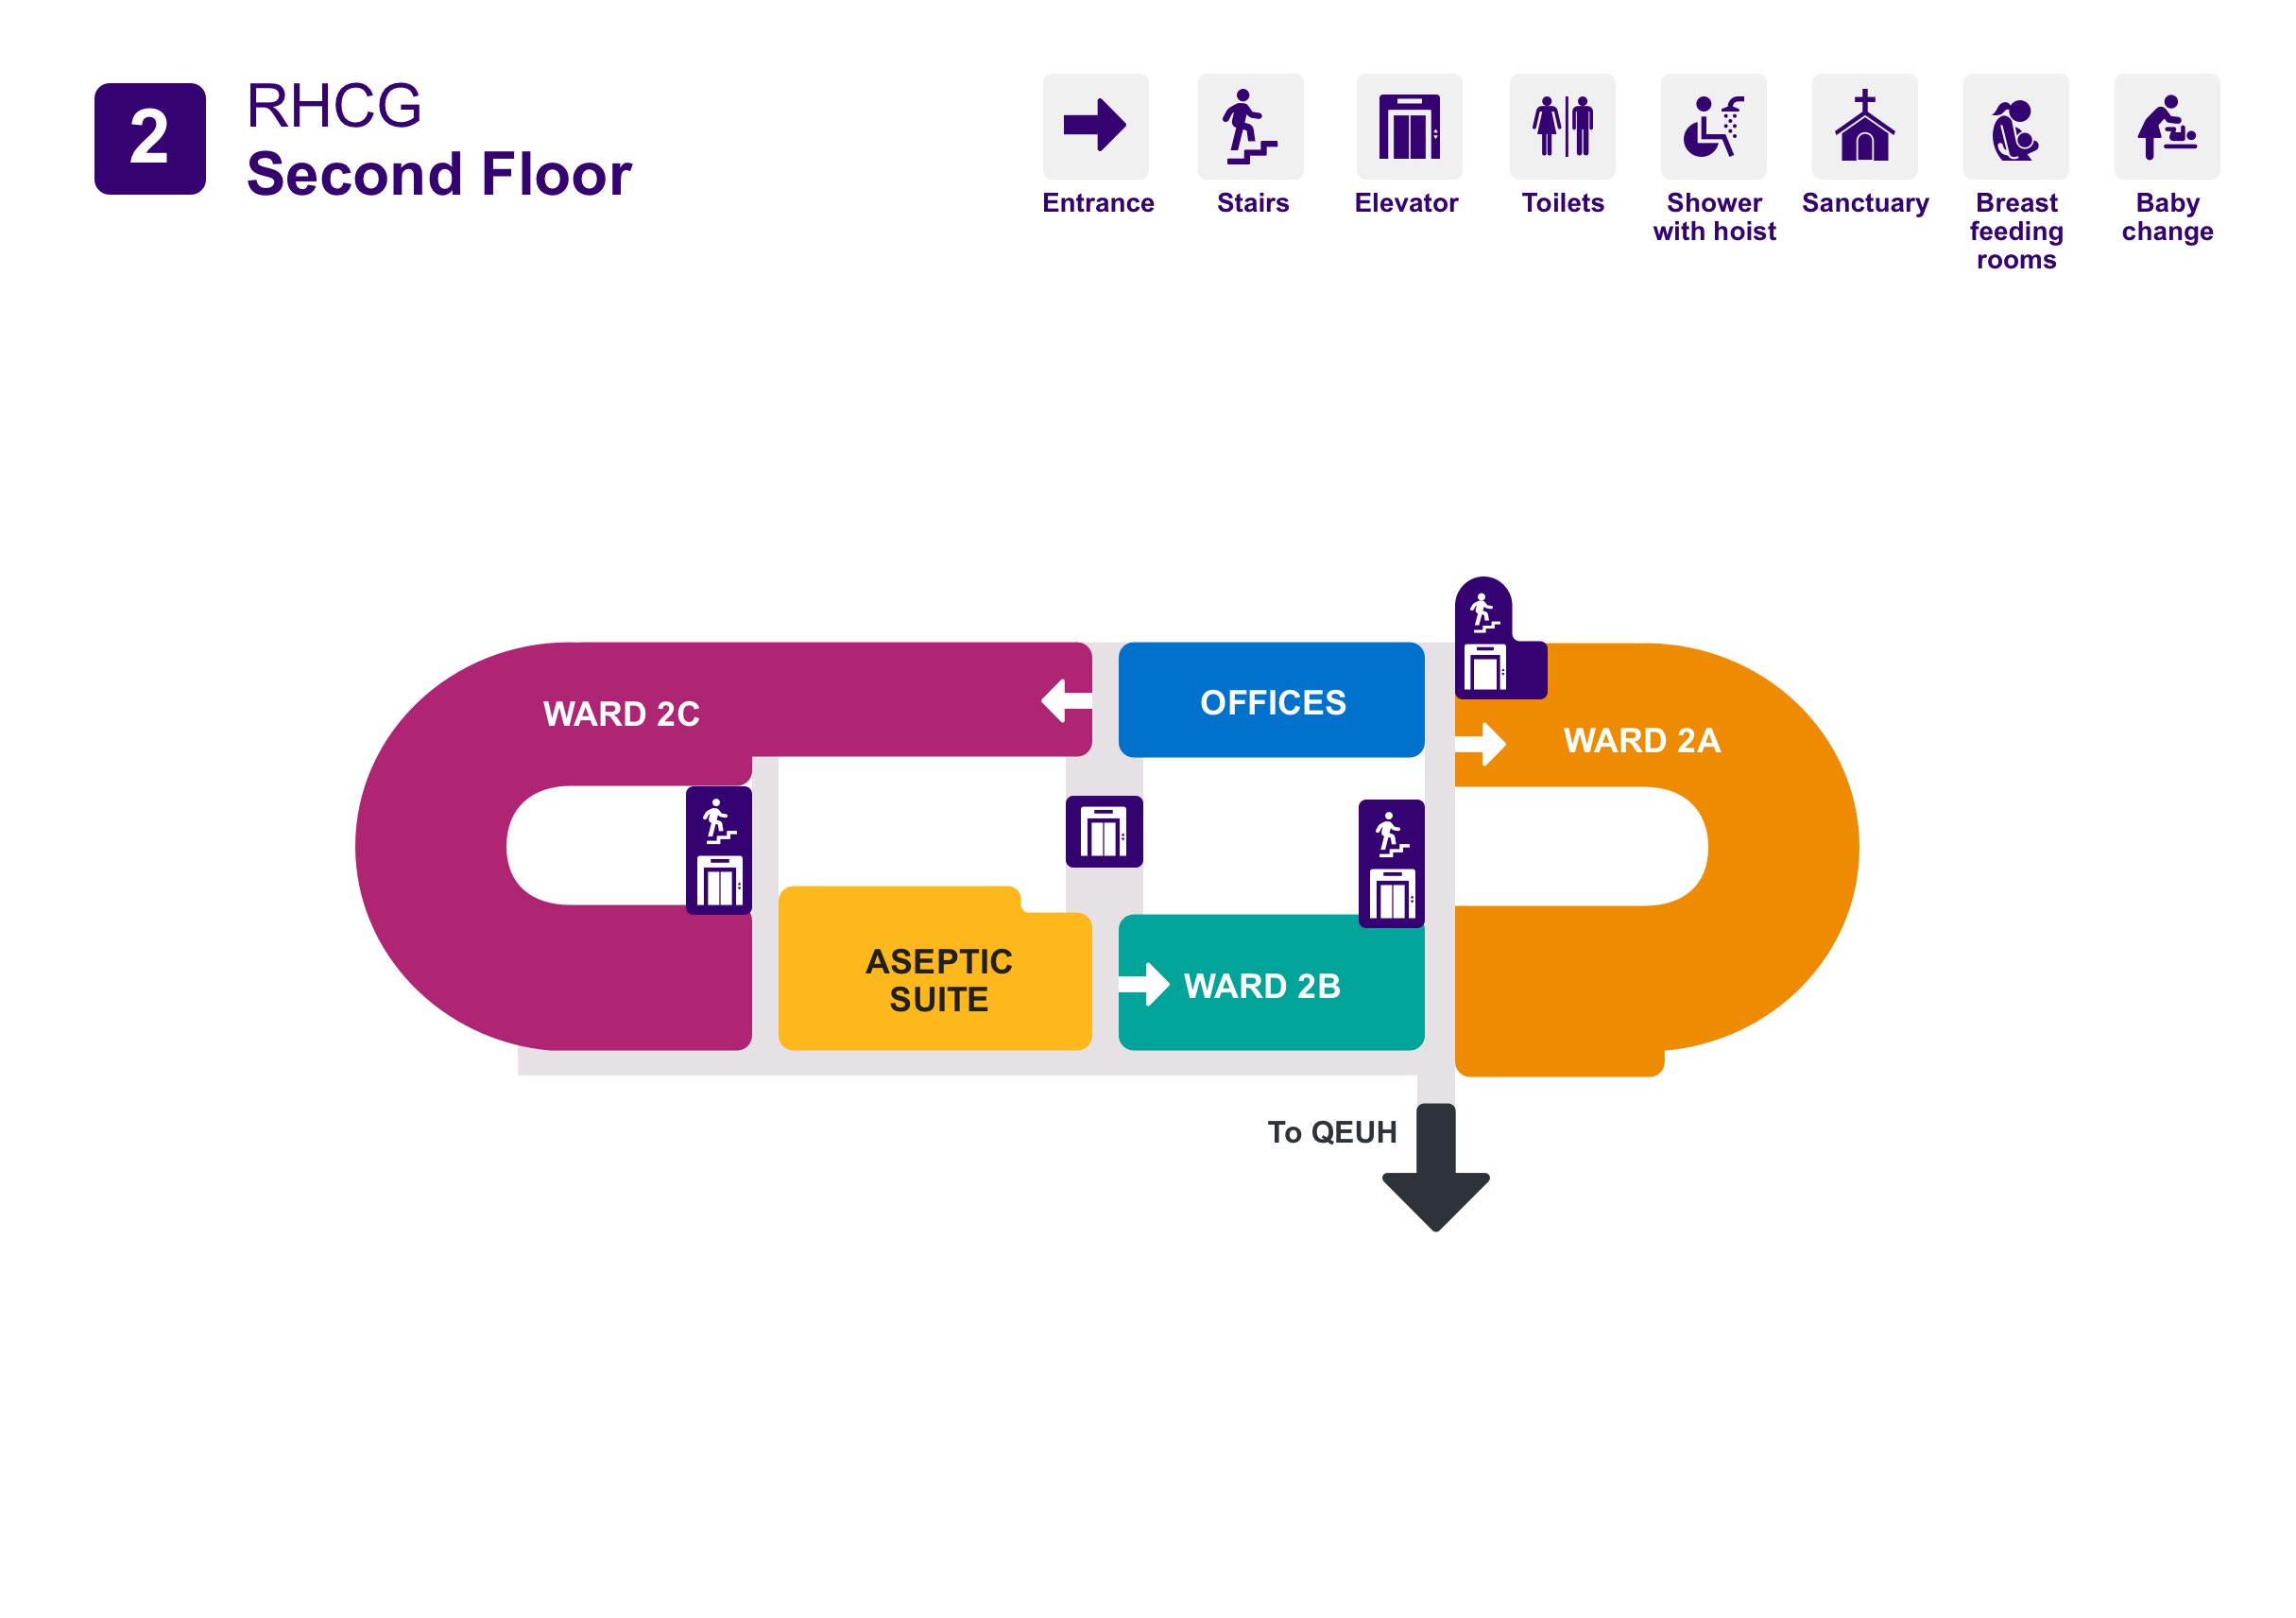 2
RHCG
Second Floor
Entrance
Stairs
Elevator
Toilets
Shower
with hoist
Sanctuary
Breast
feeding
rooms
Baby
change
WARD 2C
OFFICES
WARD 2A
ASEPTIC
SUITE
WARD 2B
To QEUH